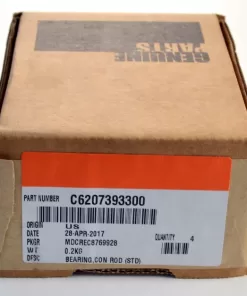 GENUINE
PARTS
PART NUMBER C6207393300
ORIGIN US
DATE 28-APR-2017
PKGR MDCREC8769928 QUANTITY 4
WT 0.2KG
DESC BEARING,CON ROD (STD)